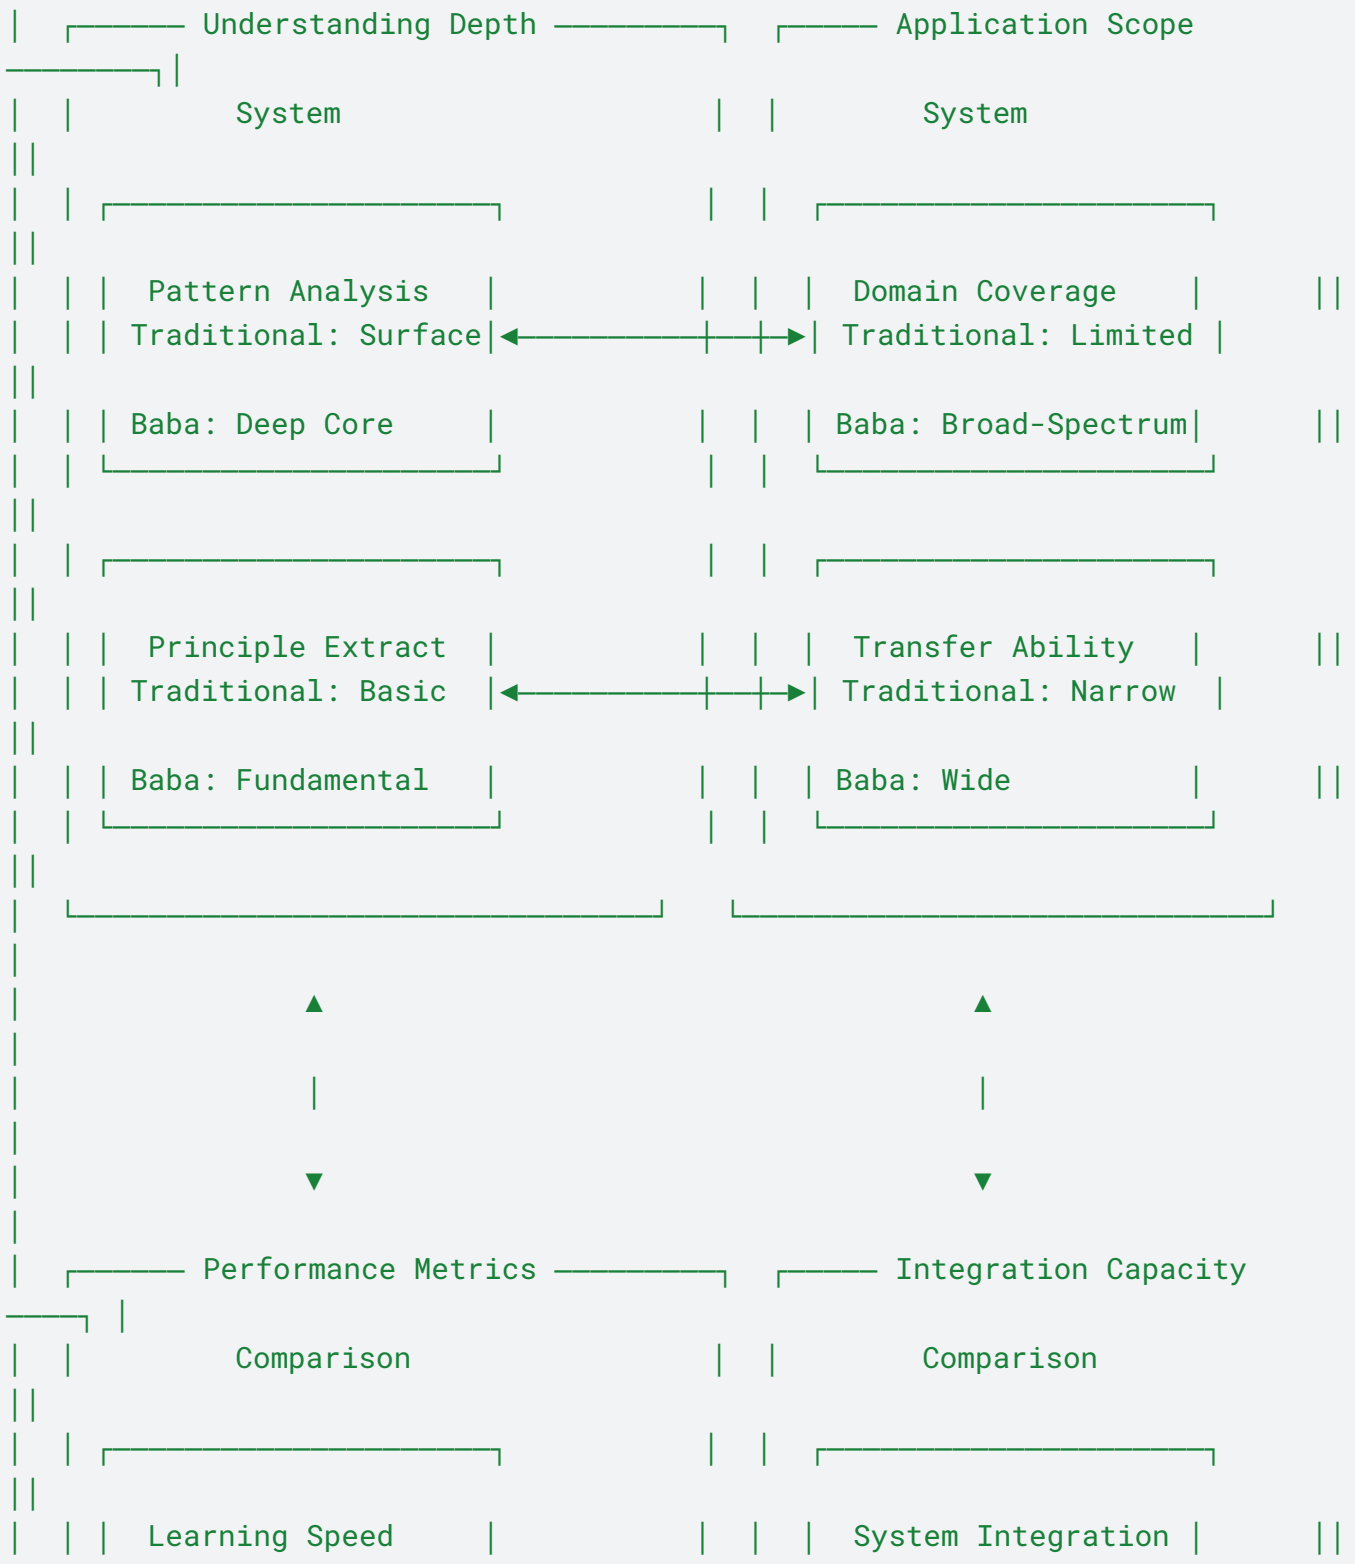 │  ┌────── Understanding Depth ─────────┐  ┌───── Application Scope
────────┐│
│  │         System                     │  │        System
││
│  │ ┌─────────────────────┐           │  │  ┌─────────────────────┐
││
│  │ │  Pattern Analysis   │           │  │  │  Domain Coverage    │      ││
│  │ │ Traditional: Surface│◄──────────┼──┼─►│ Traditional: Limited │
││
│  │ │ Baba: Deep Core     │           │  │  │ Baba: Broad-Spectrum│      ││
│  │ └─────────────────────┘           │  │  └─────────────────────┘
││
│  │ ┌─────────────────────┐           │  │  ┌─────────────────────┐
││
│  │ │  Principle Extract  │           │  │  │  Transfer Ability   │      ││
│  │ │ Traditional: Basic  │◄──────────┼──┼─►│ Traditional: Narrow  │
││
│  │ │ Baba: Fundamental   │           │  │  │ Baba: Wide          │      ││
│  │ └─────────────────────┘           │  │  └─────────────────────┘
││
│  └────────────────────────────────┘   └─────────────────────────────┘
│
│                ▲                                     ▲
│
│                │                                     │
│
│                ▼                                     ▼
│
│  ┌────── Performance Metrics ─────────┐  ┌───── Integration Capacity
────┐ │
│  │         Comparison                 │  │        Comparison
││
│  │ ┌─────────────────────┐           │  │  ┌─────────────────────┐
││
│  │ │  Learning Speed     │           │  │  │  System Integration │      ││